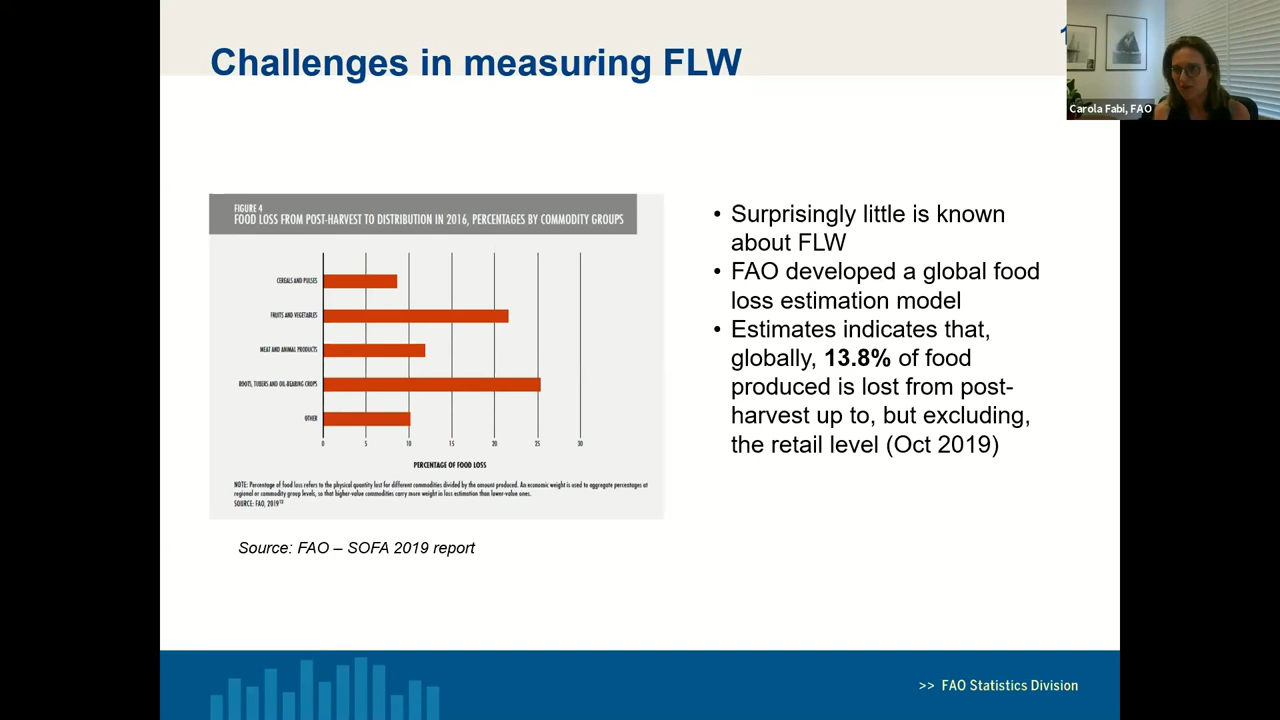 Challenges in measuring FLW
Carola Fabi, FAO
FIGURE 4
FOOD LOSS FROM POST-HARVEST TO DISTRIBUTION IN 2016, PERCENTAGES BY COMMODITY GROUPS
CEREALS AND PULSES
FRUITS AND VEGETABLES
MEAT AND ANIMAL PRODUCTS
ROOTS, TUBERS AND OIL-BEARING CROPS
OTHER
0 5 10 15 20 25 30
PERCENTAGE OF FOOD LOSS
NOTE: Percentage of food loss refers to the physical quantity lost for different commodities divided by the amount produced. An economic weight is used to aggregate percentages at
regional or commodity group levels, so that higher-value commodities carry more weight in loss estimation than lower-value ones.
SOURCE: FAO, 2019
Source: FAO – SOFA 2019 report
• Surprisingly little is known
about FLW
• FAO developed a global food
loss estimation model
• Estimates indicates that,
globally, 13.8% of food
produced is lost from post-
harvest up to, but excluding,
the retail level (Oct 2019)
>> FAO Statistics Division